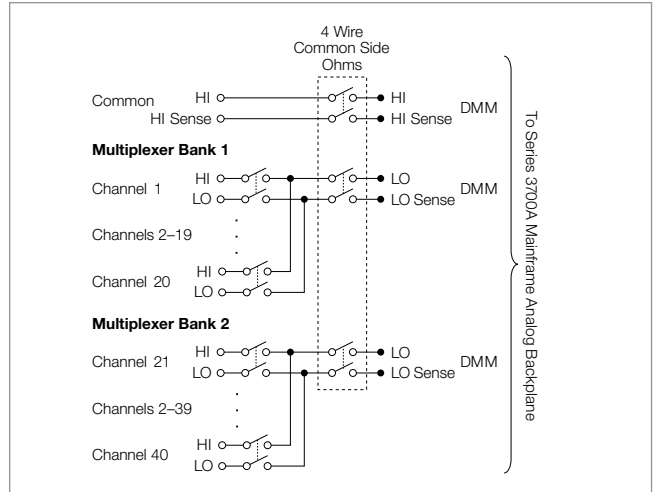 4 Wire
Common Side
Ohms
Common HI HI DMM
HI Sense HI Sense
Multiplexer Bank 1
Channel 1 HI LO DMM
LO LO Sense
Channels 2–19
Channel 20 HI
LO
Multiplexer Bank 2
Channel 21 HI LO DMM
LO LO Sense
Channels 2–39
Channel 40 HI
LO
To Series 3700A Mainframe Analog Backplane